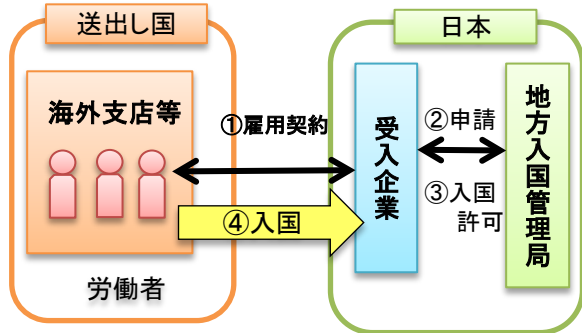 送出し国
日本
海外支店等
①雇用契約
受入企業
②申請
③入国
許可
地方入国管理局
④入国
労働者